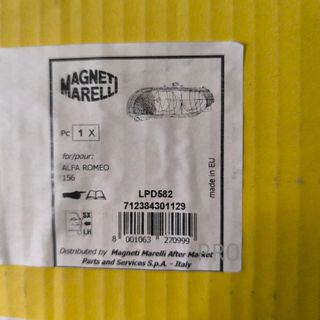 MAGNETI
MARELLI
Pc 1 X
for/pour:
ALFA ROMEO
156
made in EU
SX
LH
LPD582
712384301129
8 001063 270999
PRO
Distributed by Magneti Marelli After Market
Parts and Services S.p.A. - Italy